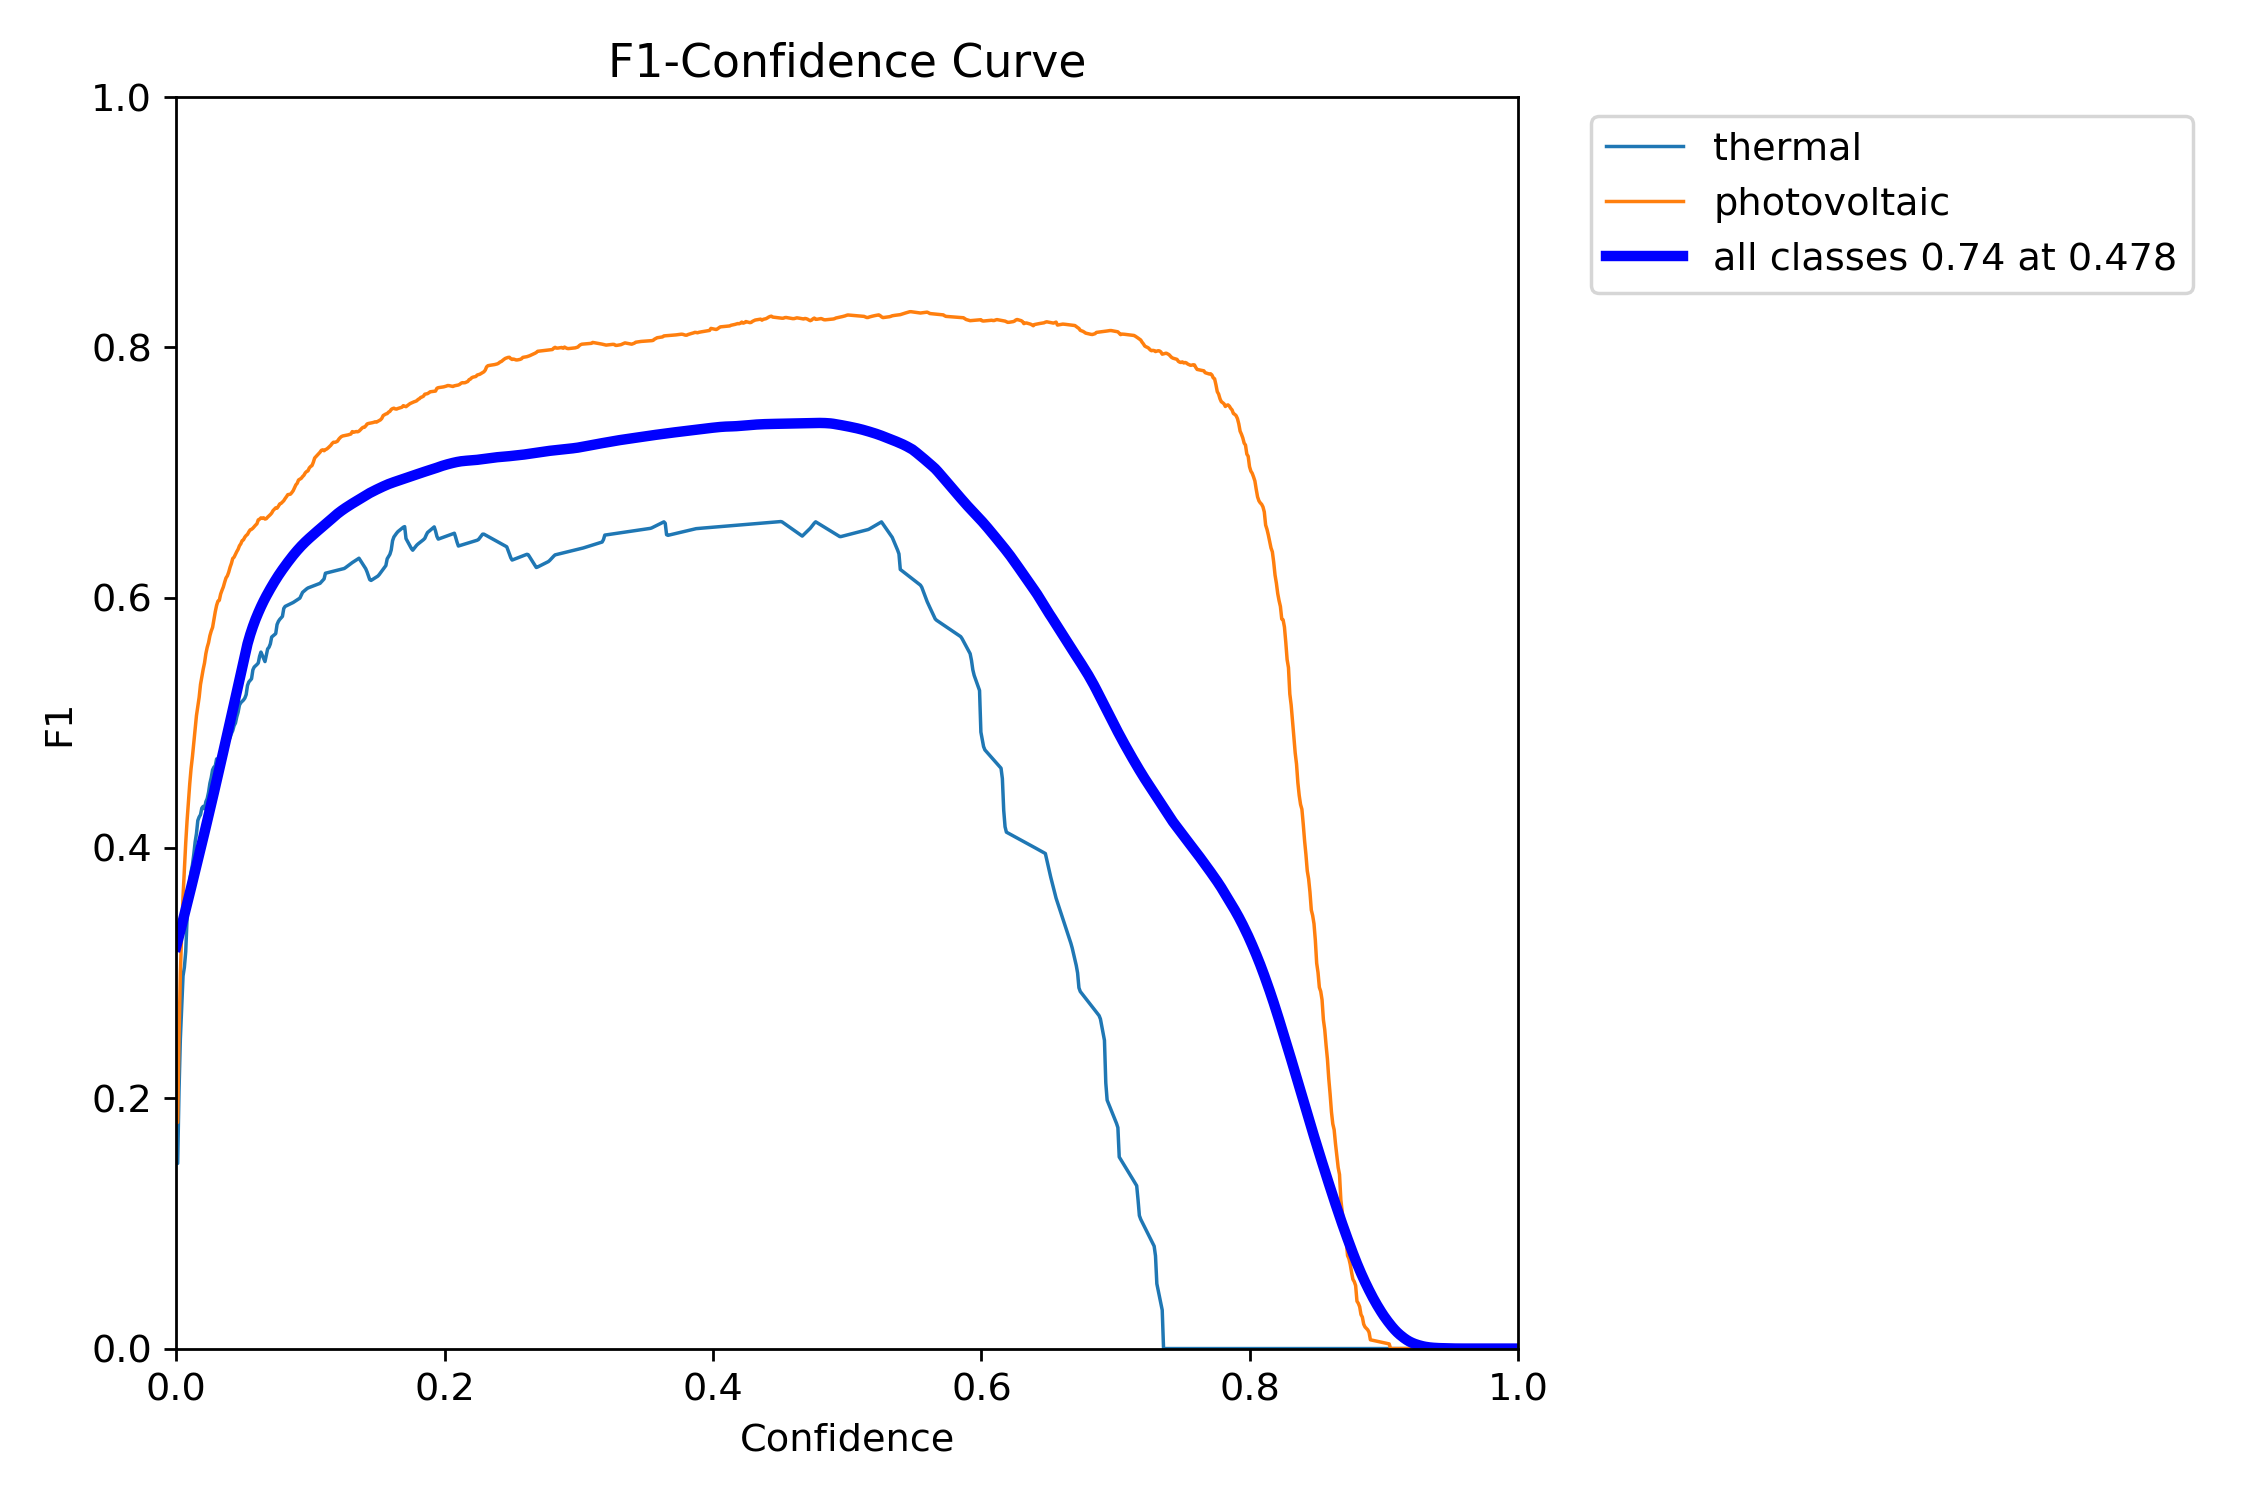 F1-Confidence Curve
1.0
0.8
0.6
0.4
0.2
0.0
F1
0.0 0.2 0.4 0.6 0.8 1.0
Confidence
thermal
photovoltaic
all classes 0.74 at 0.478